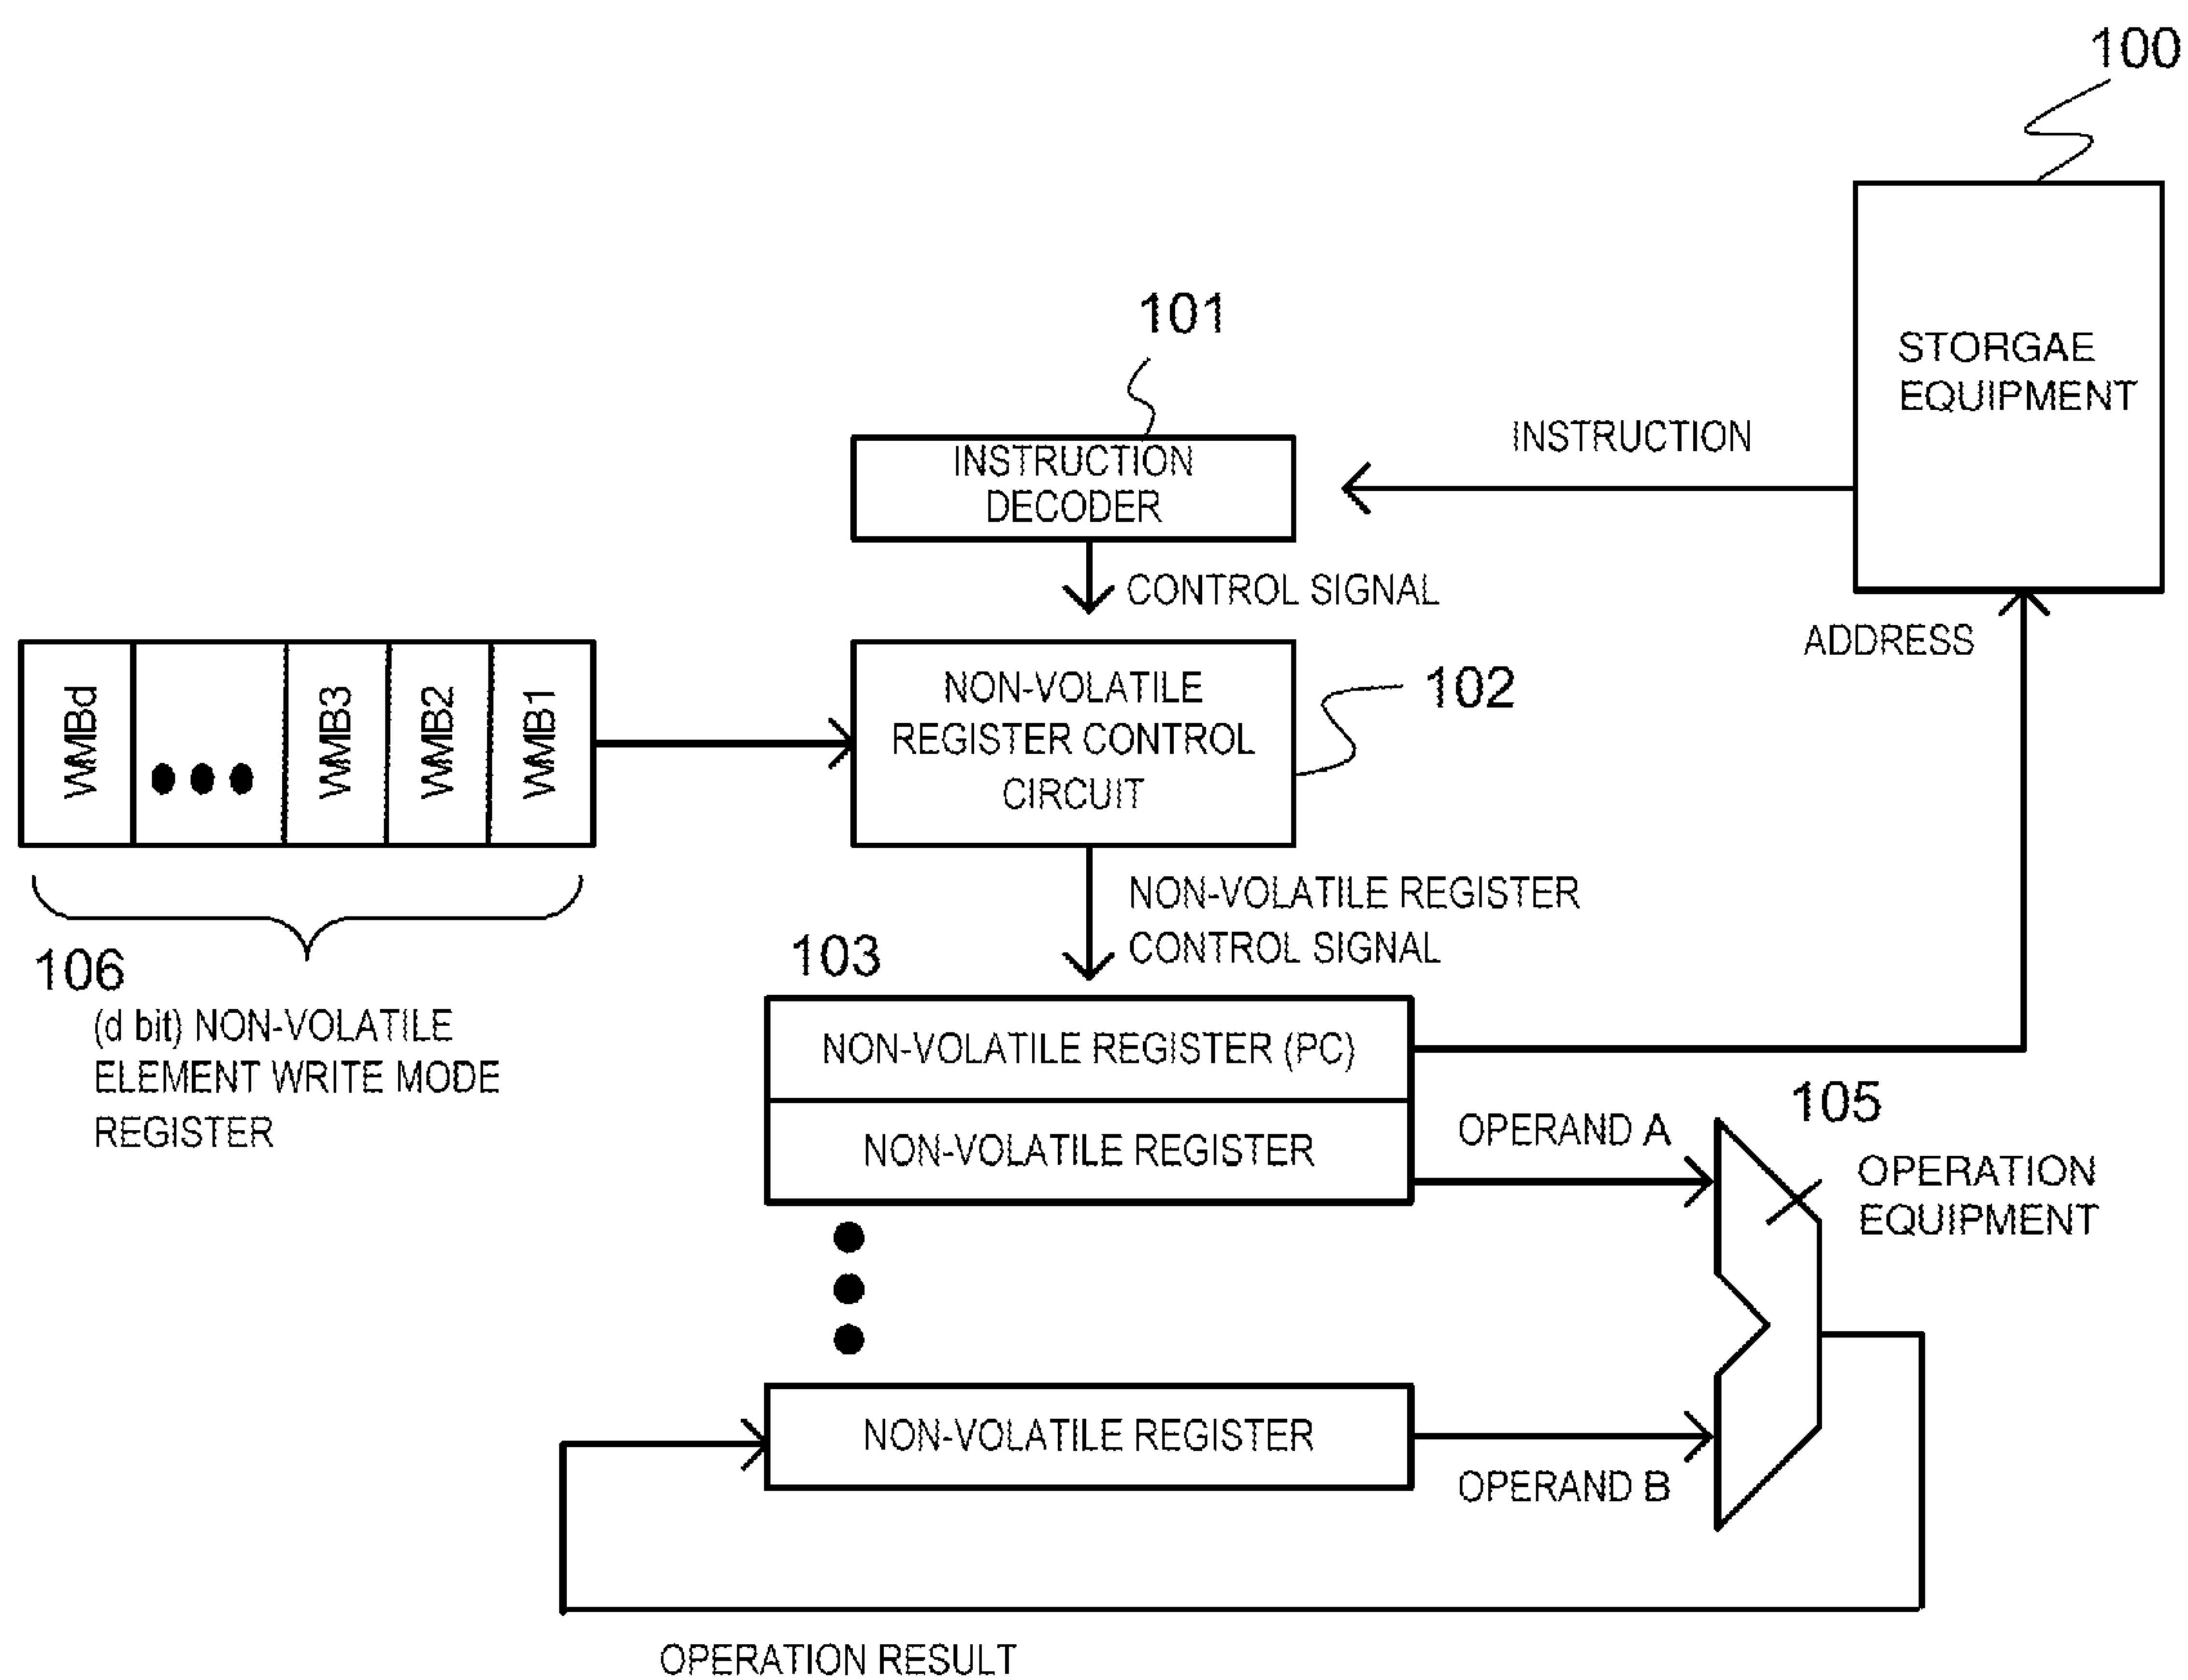 100
STORGAE
EQUIPMENT
101
INSTRUCTION
DECODER
INSTRUCTION
CONTROL SIGNAL
ADDRESS
WMBd
WMB3
WMB2
WMB1
NON-VOLATILE
REGISTER CONTROL
CIRCUIT
102
NON-VOLATILE REGISTER
CONTROL SIGNAL
106
(d bit) NON-VOLATILE
ELEMENT WRITE MODE
REGISTER
103
NON-VOLATILE REGISTER (PC)
NON-VOLATILE REGISTER
OPERAND A
105
OPERATION
EQUIPMENT
NON-VOLATILE REGISTER
OPERAND B
OPERATION RESULT